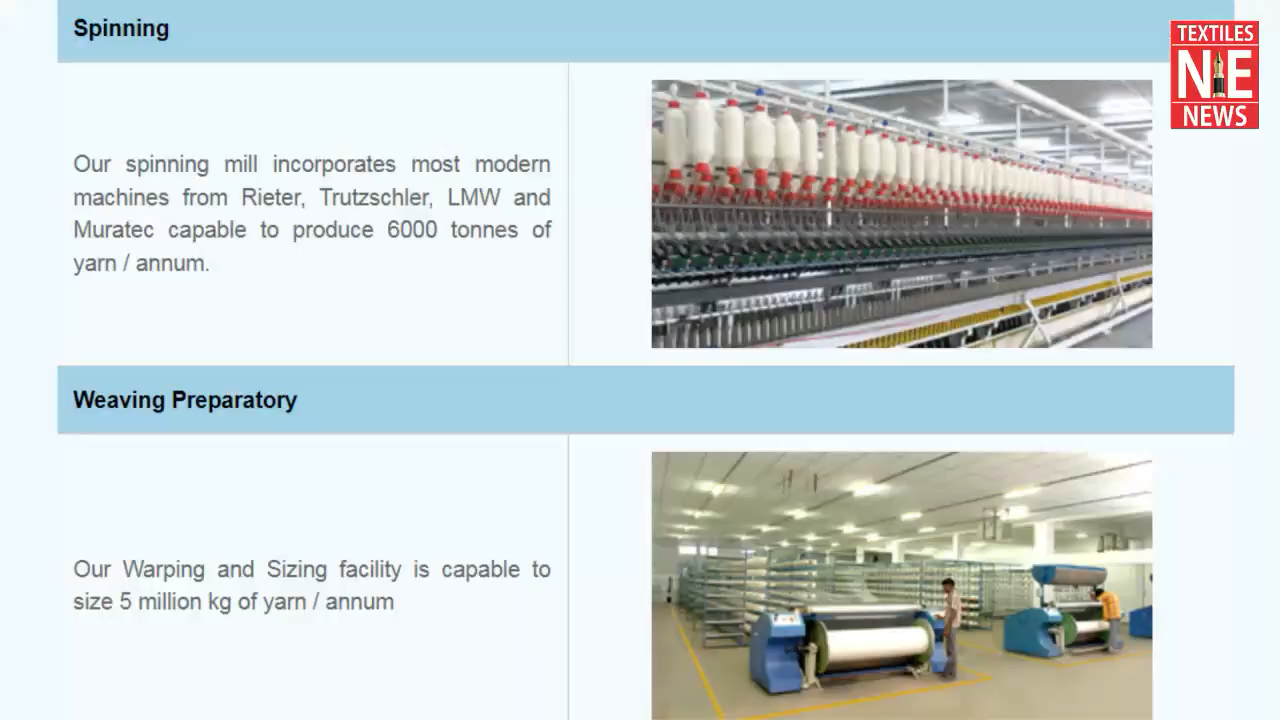 Spinning
TEXTILES
NIE
NEWS
Our spinning mill incorporates most modern
machines from Rieter, Trutzschler, LMW and
Muratec capable to produce 6000 tonnes of
yarn / annum.
Weaving Preparatory
Our Warping and Sizing facility is capable to
size 5 million kg of yarn / annum